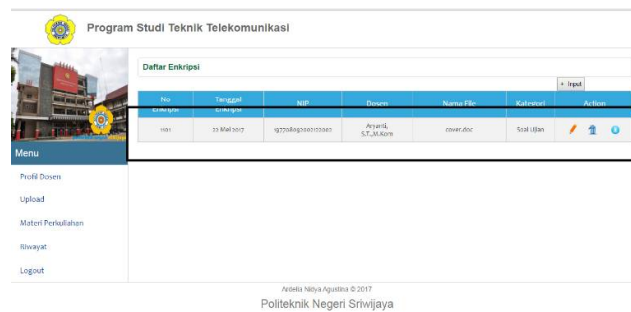 Program Studi Teknik Telekomunikasi
Daftar Enkripsi
+ Input
No Enkripsi Tanggal Enkripsi NIP Dosen Nama File Kategori Action
1101 22 Mei 2017 Aryanti, S.T.,M.Kom cover.doc Soal Ujian
Menu
Profil Dosen
Upload
Materi Perkuliahan
Riwayat
Logout
Ardelia Nidya Agustina © 2017
Politeknik Negeri Sriwijaya